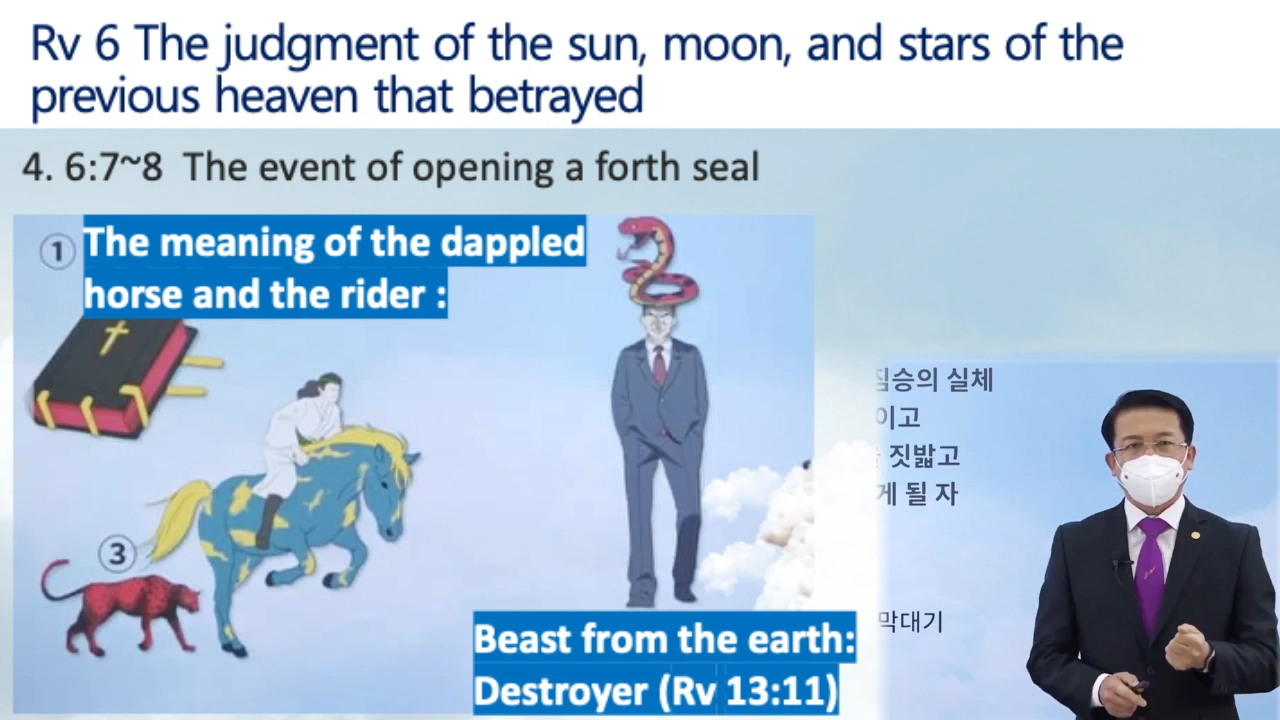 Rv 6 The judgment of the sun, moon, and stars of the
previous heaven that betrayed
4. 6:7~8 The event of opening a forth seal
① The meaning of the dappled
horse and the rider :
③
짐승의 실체
이고
짓밟고
게 될 자
막대기
Beast from the earth:
Destroyer (Rv 13:11)